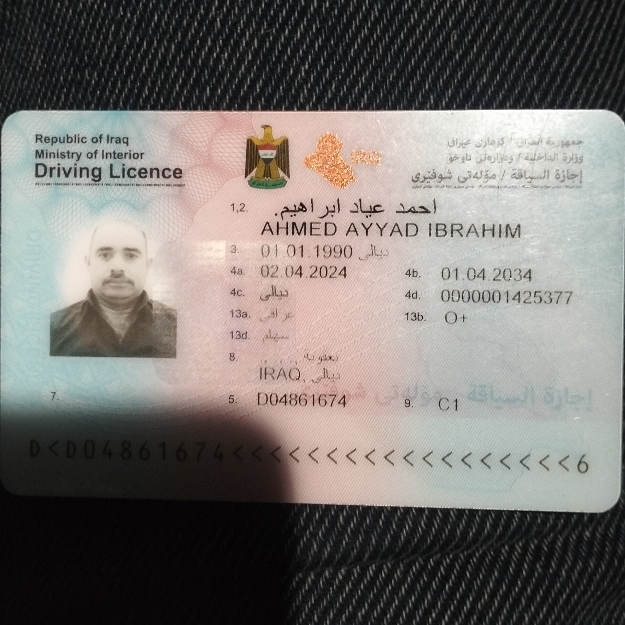 Republic of Iraq
Ministry of Interior
Driving Licence
جمهورية العراق / كۆماری عێراق
وزارة الداخلية / وەزارەتی ناوخۆ
إجازة السياقة / مۆڵەتی شوفێری
1,2. احمد عياد ابراهيم.
AHMED AYYAD IBRAHIM
3. 01.01.1990 ديالى
4a. 02.04.2024 4b. 01.04.2034
4c. ديالى 4d. 0000001425377
13a. عراقي 13b. O+
13d.
8.
IRAQ, ديالى
7. 5. D04861674 9. C1
إجازة السياقة مۆڵەتی
D<D04861674<<<<<<<<<<<<<<<<<<<6